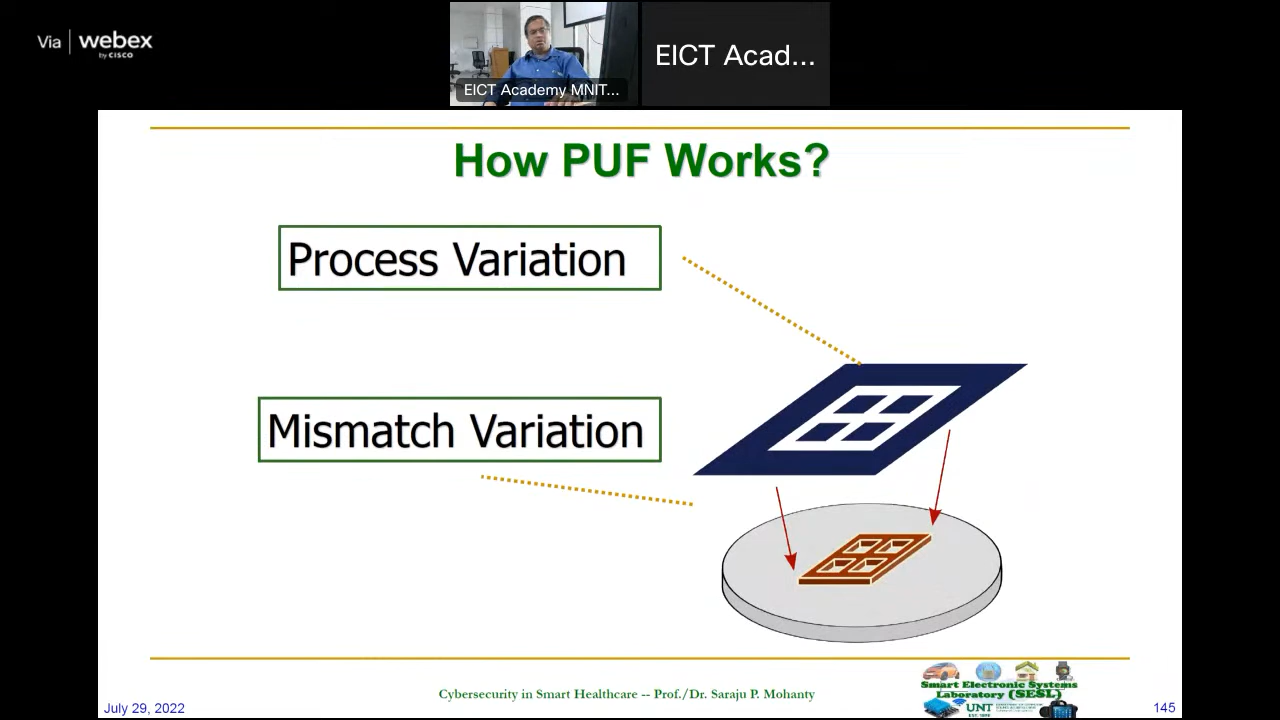 Via webex
by CISCO
EICT Academy MNIT...
EICT Acad...
How PUF Works?
Process Variation
Mismatch Variation
Cybersecurity in Smart Healthcare -- Prof./Dr. Saraju P. Mohanty
Smart Electronic Systems
Laboratory (SESL)
UNT
July 29, 2022
145